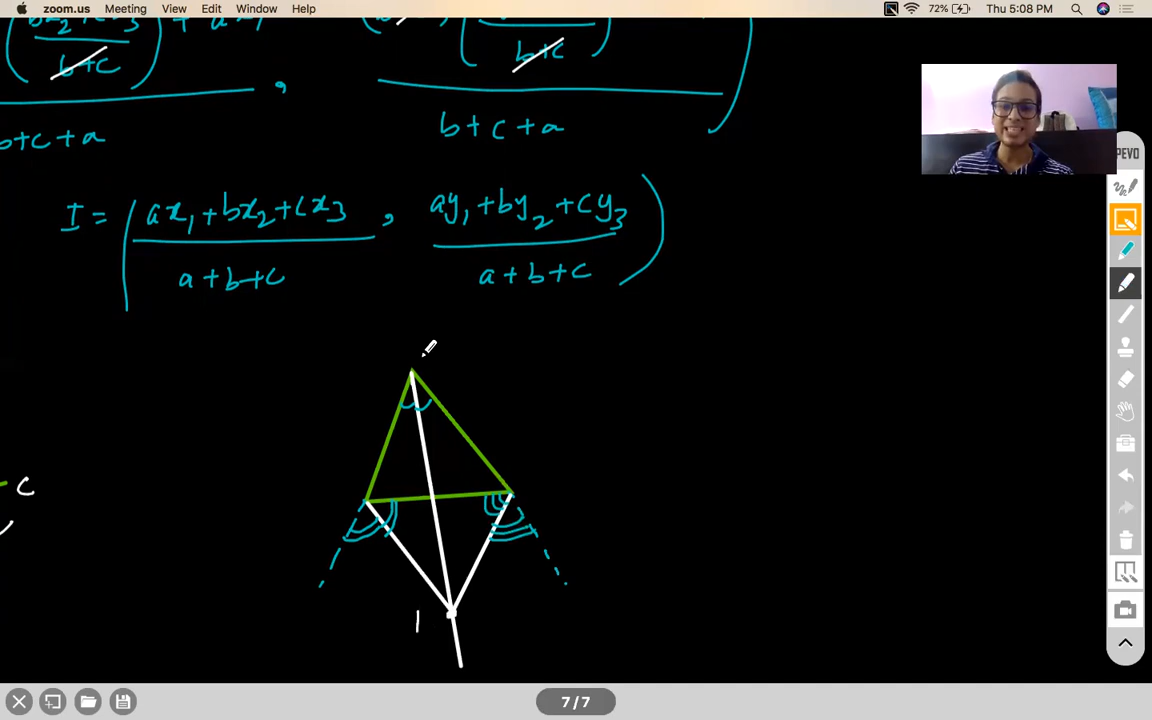 zoom.us Meeting View Edit Window Help 72% Thu 5:08 PM
b+c b+c
b+c+a , b+c+a
I = ( ax₁+bx₂+cx₃ / a+b+c , ay₁+by₂+cy₃ / a+b+c )
C
I
7/7